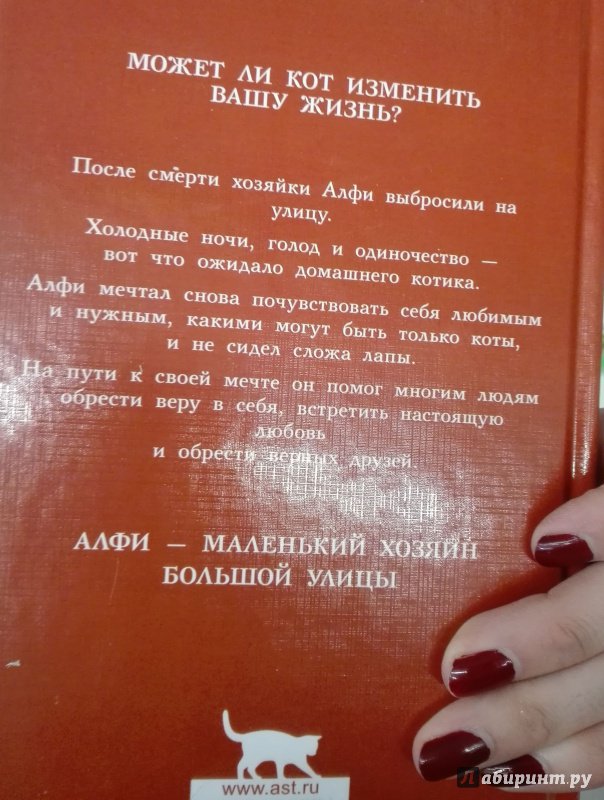 МОЖЕТ ЛИ КОТ ИЗМЕНИТЬ
ВАШУ ЖИЗНЬ?
После смерти хозяйки Алфи выбросили на
улицу.
Холодные ночи, голод и одиночество —
вот что ожидало домашнего котика.
Алфи мечтал снова почувствовать себя любимым
и нужным, какими могут быть только коты,
и не сидел сложа лапы.
На пути к своей мечте он помог многим людям
обрести веру в себя, встретить настоящую
любовь
и обрести верных друзей.
АЛФИ — МАЛЕНЬКИЙ ХОЗЯИН
БОЛЬШОЙ УЛИЦЫ
www.ast.ru
Лабиринт.ру